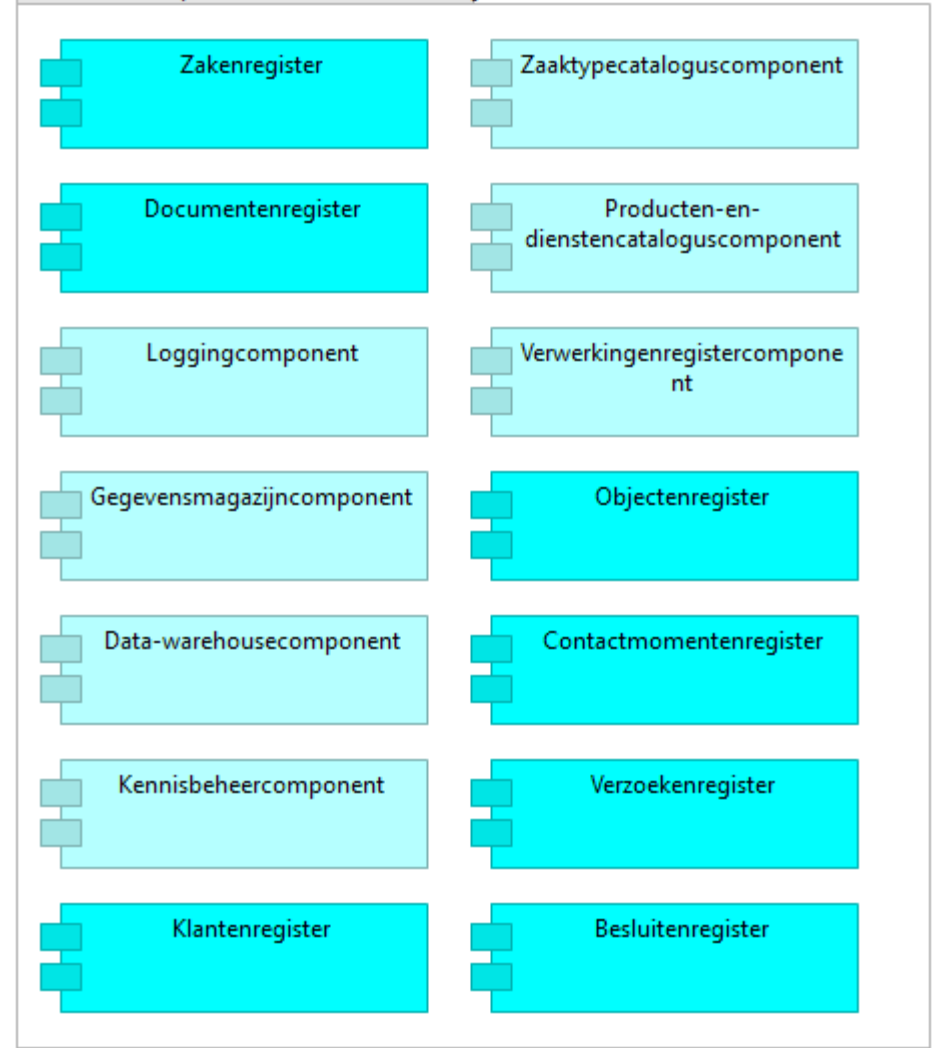 Zakenregister
Zaaktypecataloguscomponent
Documentenregister
Producten-en-
dienstencataloguscomponent
Loggingcomponent
Verwerkingenregistercompone
nt
Gegevensmagazijncomponent
Objectenregister
Data-warehousecomponent
Contactmomentenregister
Kennisbeheercomponent
Verzoekenregister
Klantenregister
Besluitenregister